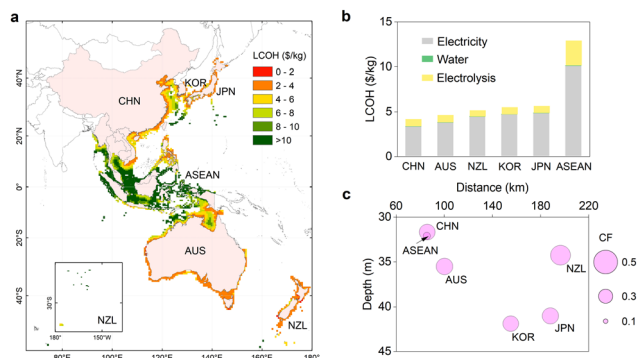 a
LCOH ($/kg)
0 - 2
2 - 4
4 - 6
6 - 8
8 - 10
>10
40°N
20°N
0°
20°S
40°S
CHN
KOR
JPN
ASEAN
AUS
NZL
30°S
180°
150°W
NZL
80°E
100°E
120°E
140°E
160°E
180°
b
LCOH ($/kg)
15
10
5
0
Electricity
Water
Electrolysis
CHN AUS NZL KOR JPN ASEAN
Distance (km)
c
60 100 140 180 220
Depth (m)
30
35
40
45
CHN
ASEAN
AUS
NZL
KOR
JPN
CF
0.5
0.3
0.1